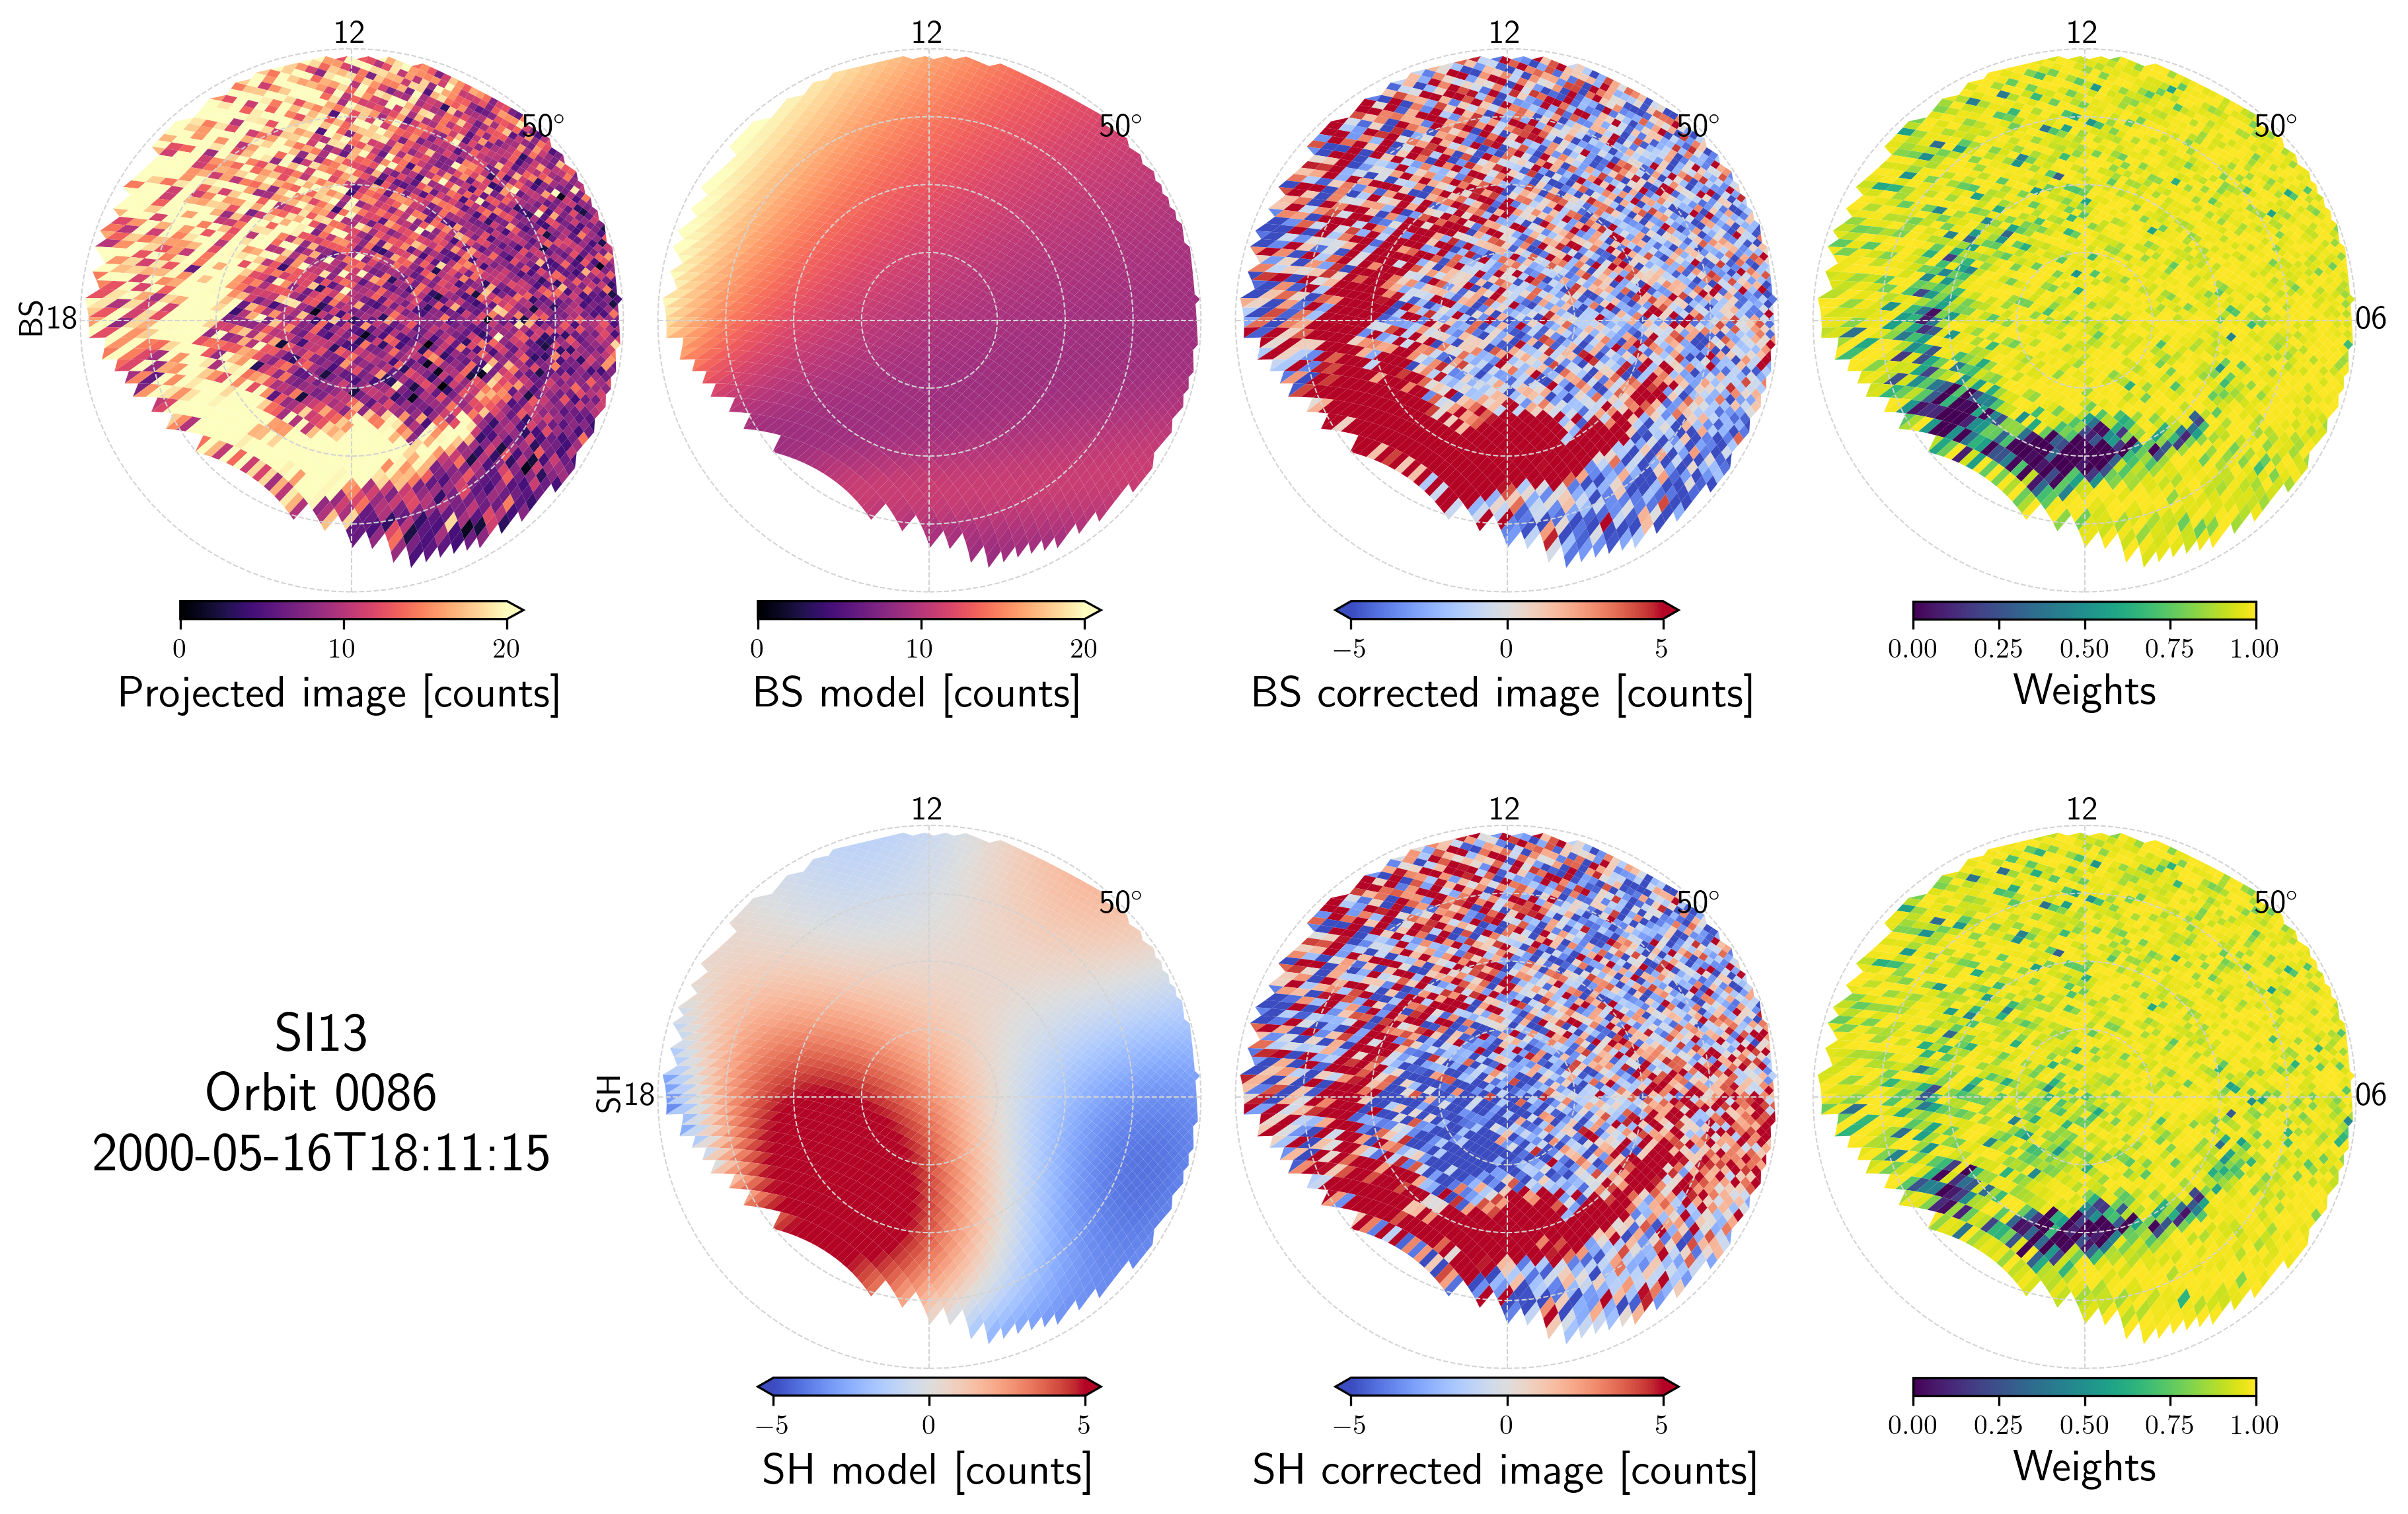 12 12 12 12
50° 50° 50° 50°
BS 18 06
0 10 20 0 10 20 −5 0 5 0.00 0.25 0.50 0.75 1.00
Projected image [counts] BS model [counts] BS corrected image [counts] Weights
12 12 12
50° 50° 50°
SI13
Orbit 0086
2000-05-16T18:11:15
SH 18 06
−5 0 5 −5 0 5 0.00 0.25 0.50 0.75 1.00
SH model [counts] SH corrected image [counts] Weights